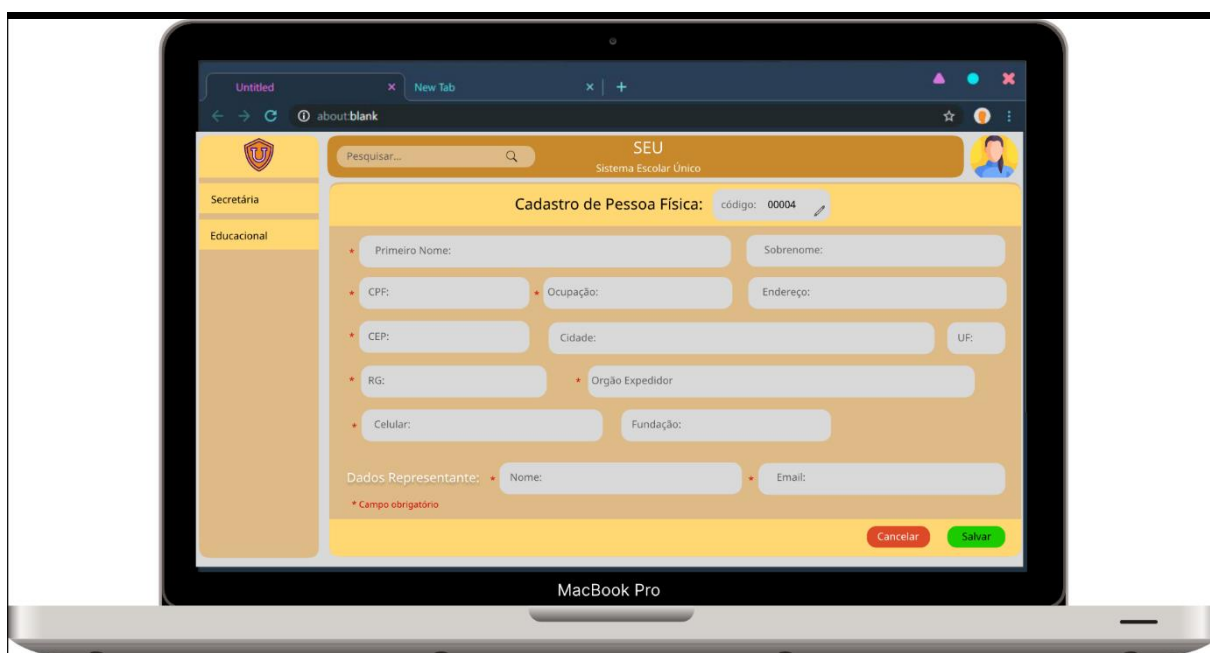 Untitled × New Tab × +
about:blank
U
Pesquisar... SEU
Sistema Escolar Único
Secretária
Cadastro de Pessoa Física: código: 00004
Educacional
* Primeiro Nome: Sobrenome:
* CPF: * Ocupação: Endereço:
* CEP: Cidade: UF:
* RG: * Orgão Expedidor
* Celular: Fundação:
Dados Representante: * Nome: * Email:
* Campo obrigatório
Cancelar Salvar
MacBook Pro